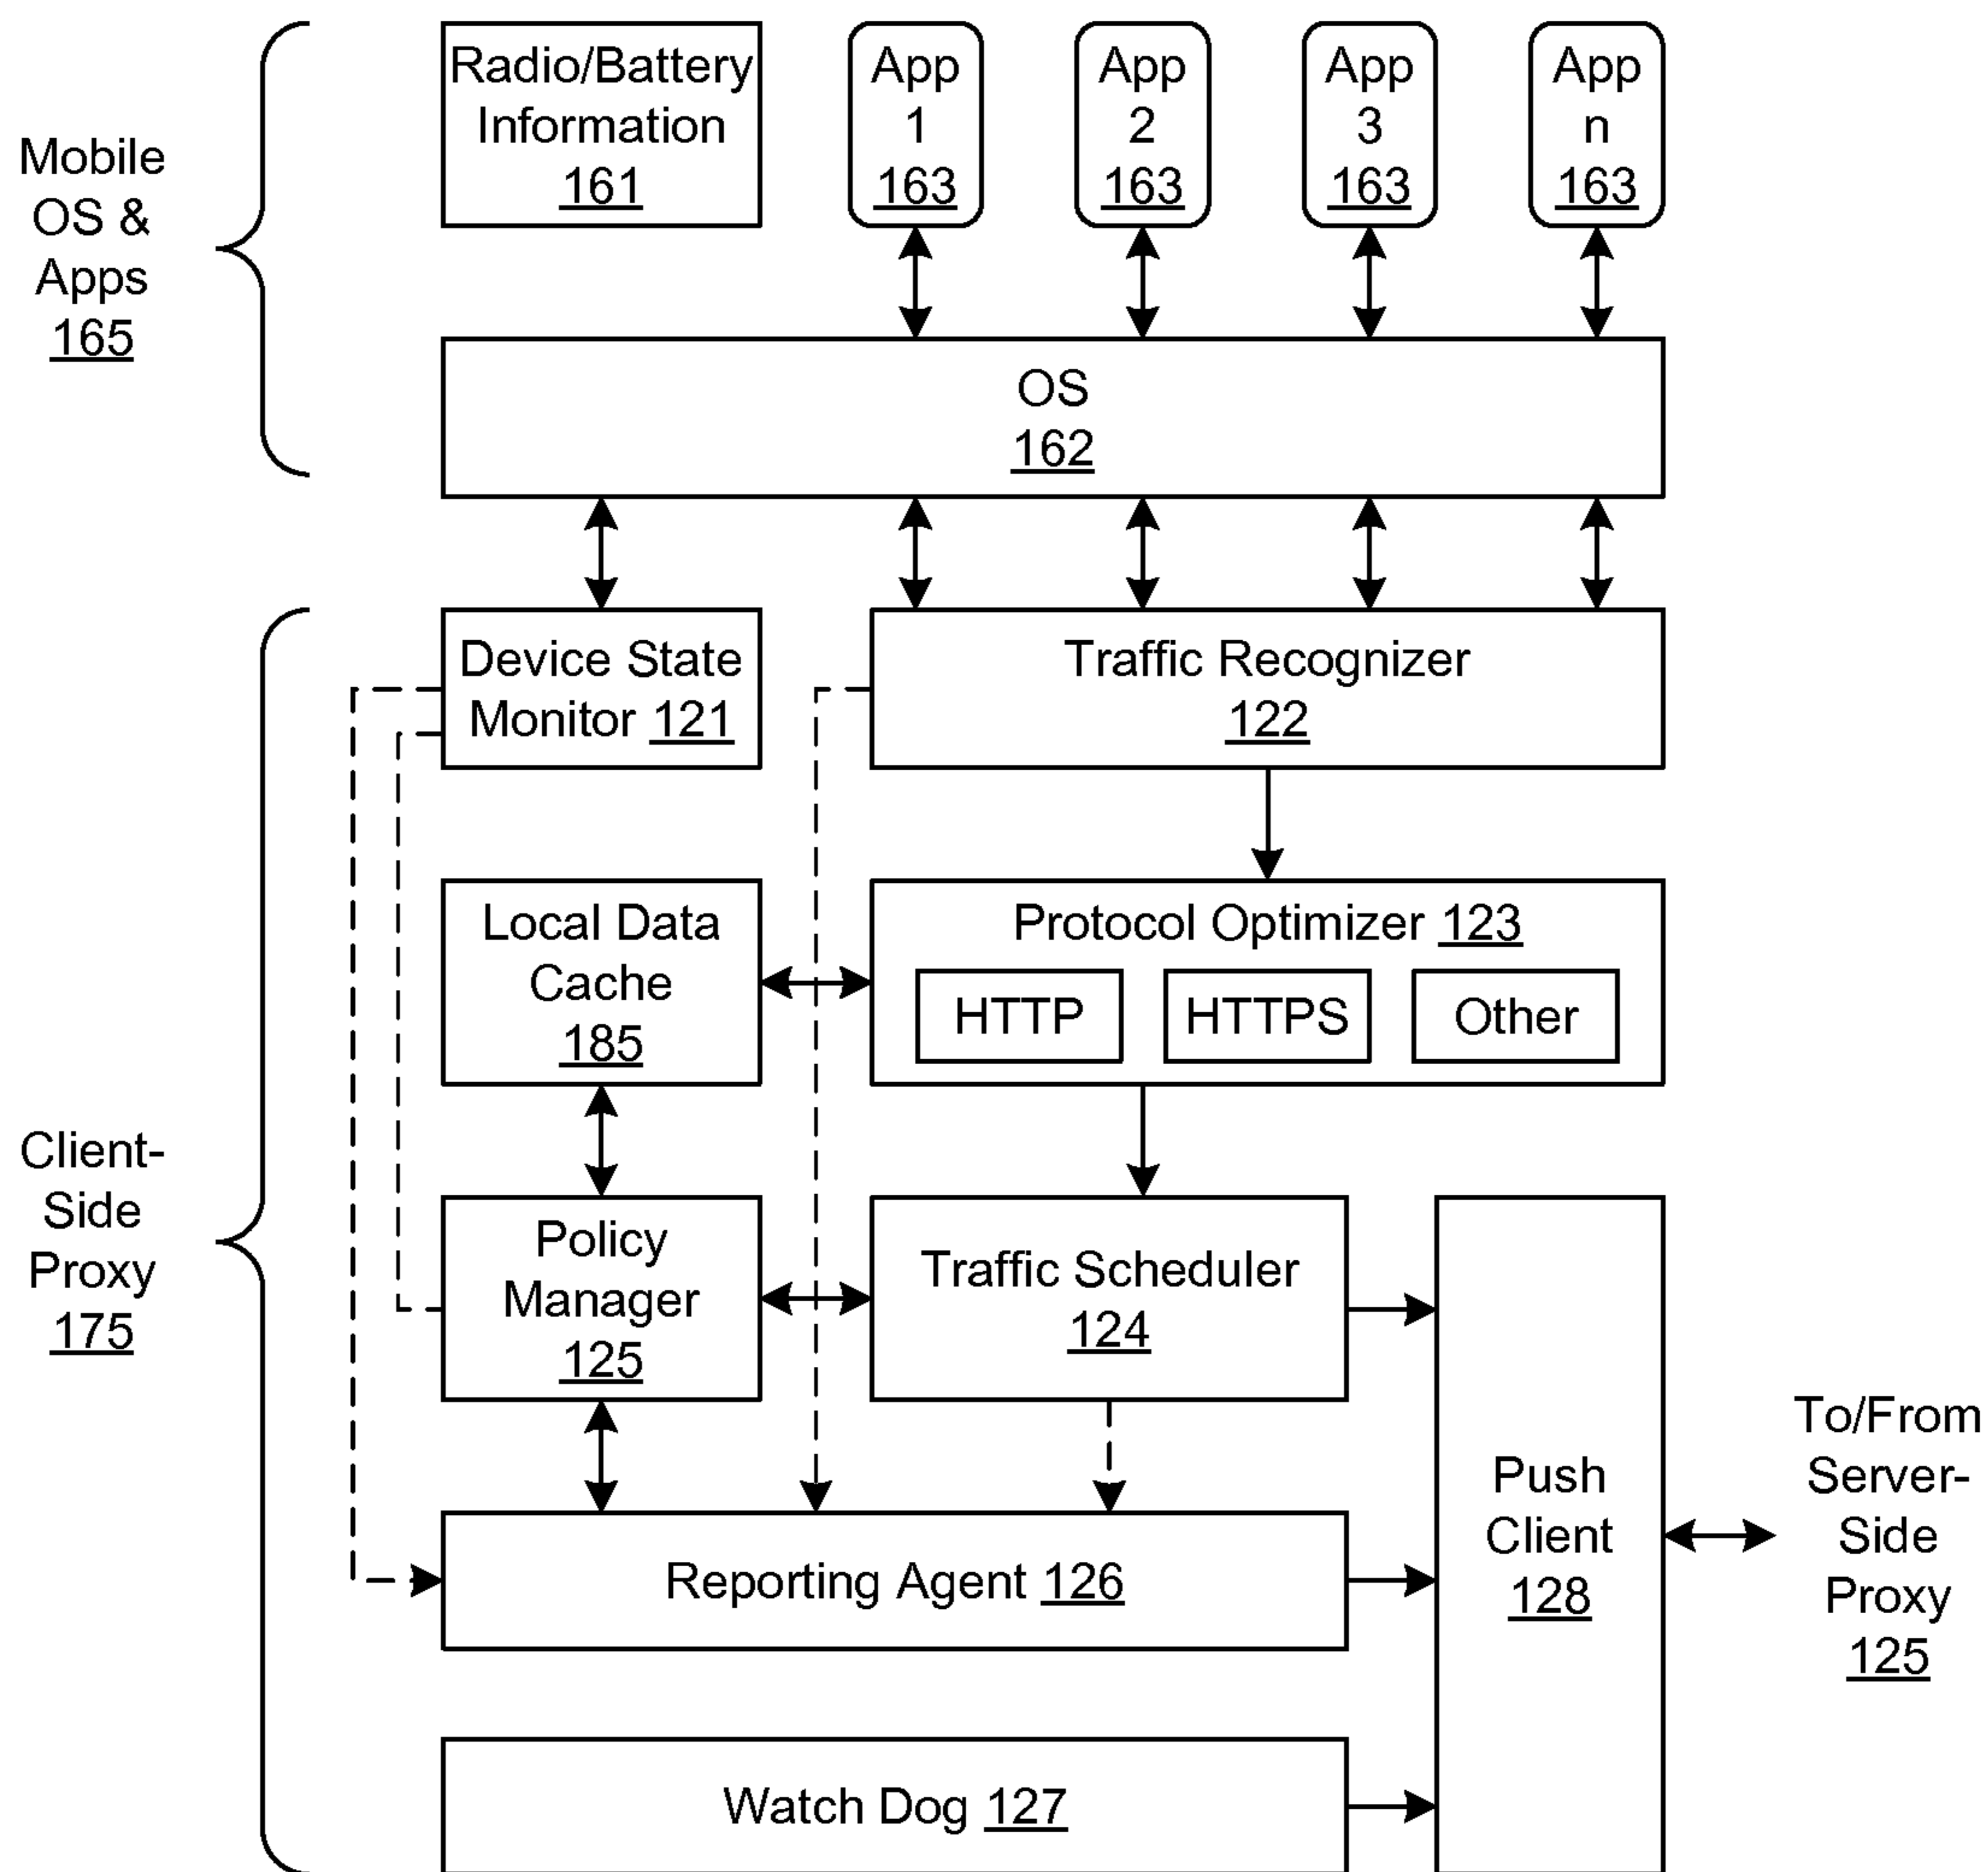 Mobile
OS &
Apps
165
Radio/Battery
Information
161
App
1
163
App
2
163
App
3
163
App
n
163
OS
162
Client-
Side
Proxy
175
Device State
Monitor 121
Traffic Recognizer
122
Local Data
Cache
185
Protocol Optimizer 123
HTTP
HTTPS
Other
Policy
Manager
125
Traffic Scheduler
124
Reporting Agent 126
Watch Dog 127
Push
Client
128
To/From
Server-
Side
Proxy
125